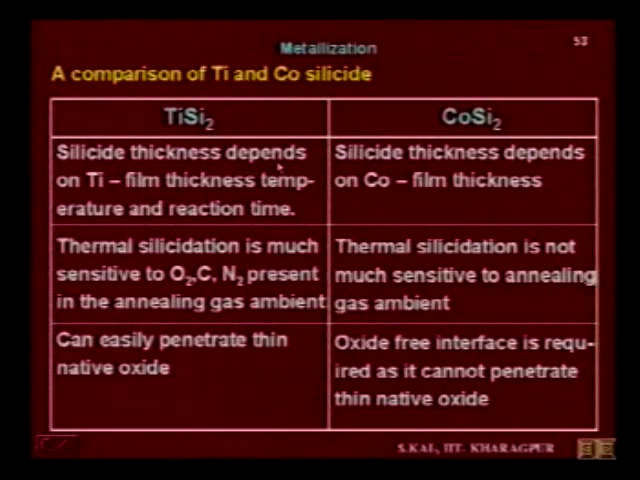 Metallization
53
A comparison of Ti and Co silicide
TiSi2
CoSi2
Silicide thickness depends
on Ti – film thickness temp-
erature and reaction time.
Silicide thickness depends
on Co – film thickness
Thermal silicidation is much
sensitive to O2,C, N2 present
in the annealing gas ambient
Thermal silicidation is not
much sensitive to annealing
gas ambient
Can easily penetrate thin
native oxide
Oxide free interface is requ-
ired as it cannot penetrate
thin native oxide
S.KAL, IIT- KHARAGPUR